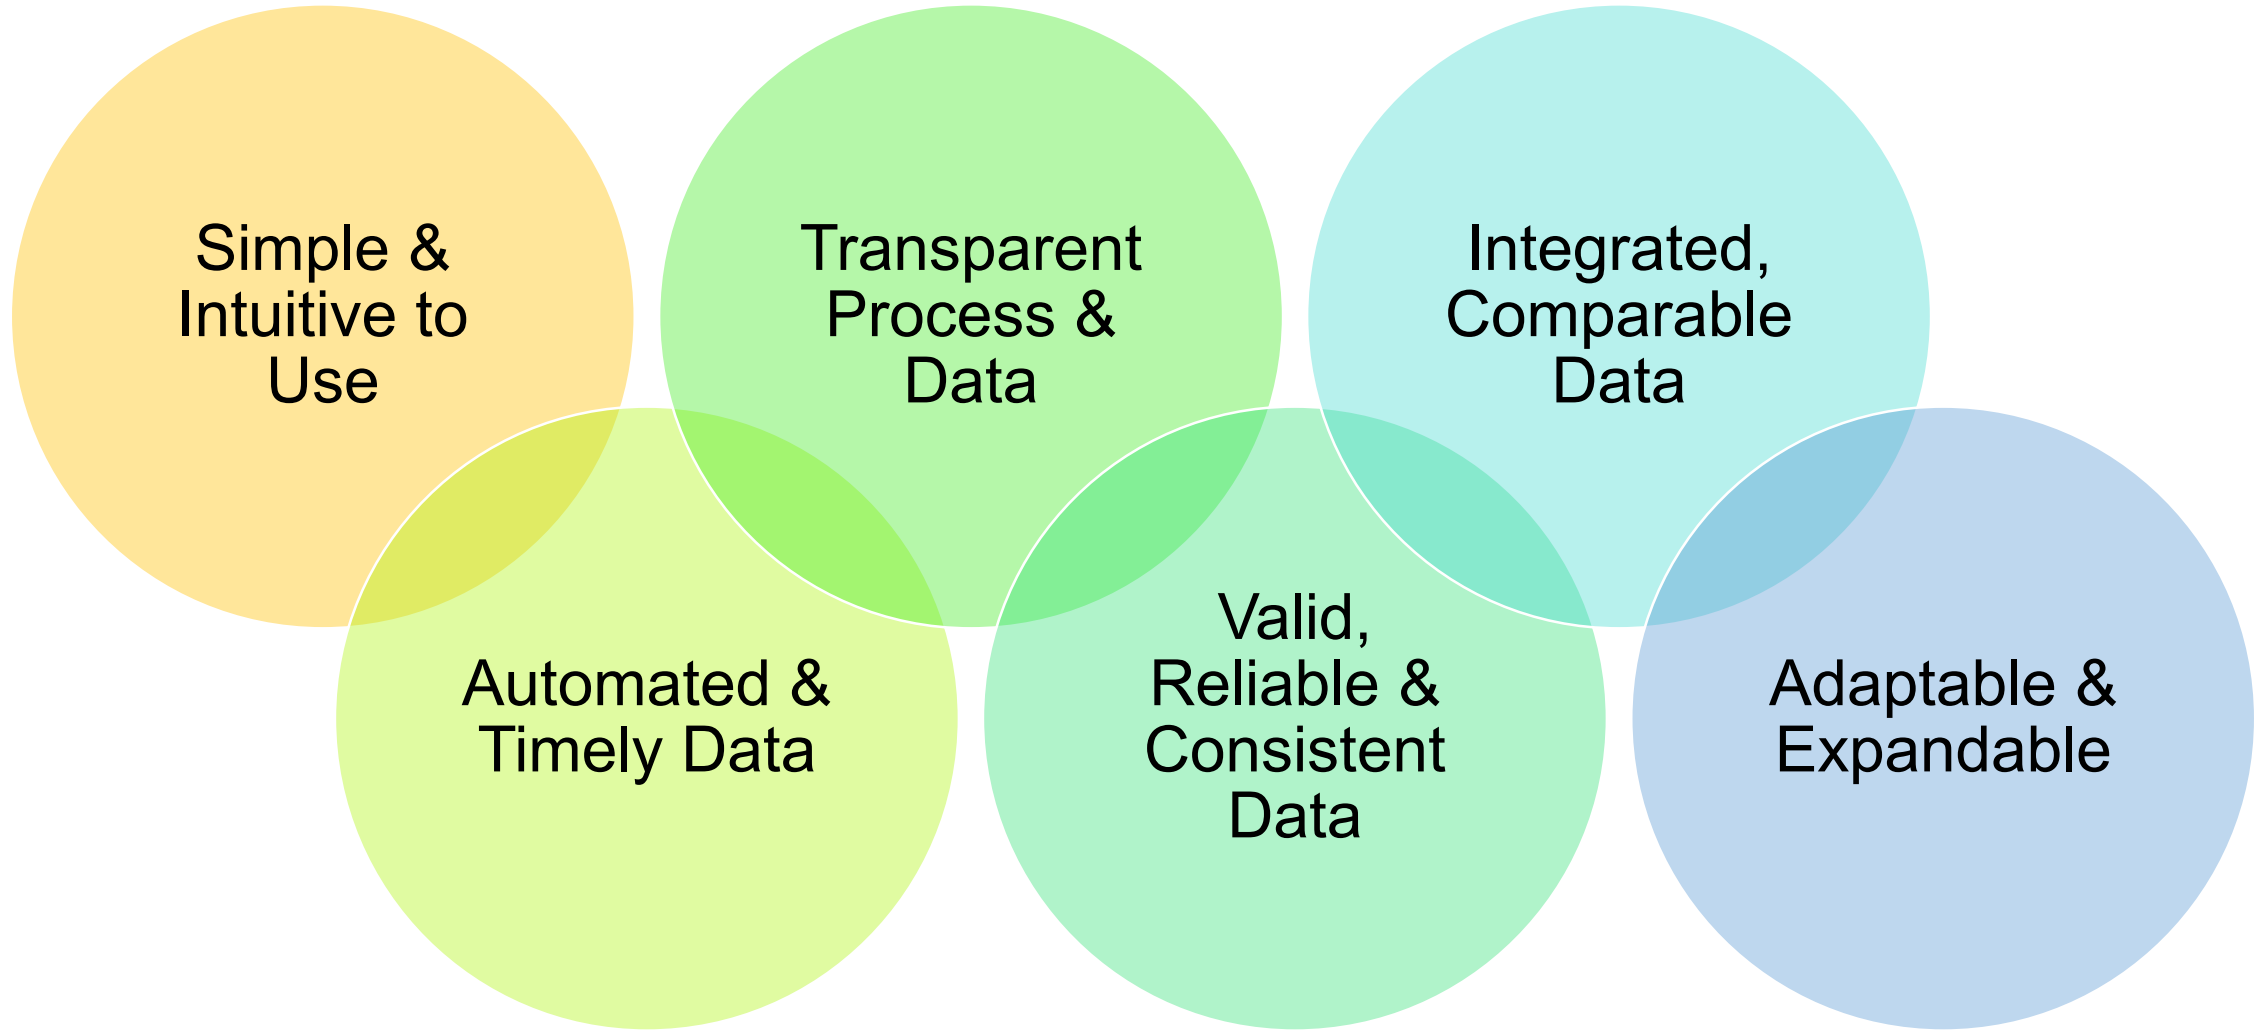 Simple &
Intuitive to
Use
Automated &
Timely Data
Transparent
Process &
Data
Valid,
Reliable &
Consistent
Data
Integrated,
Comparable
Data
Adaptable &
Expandable